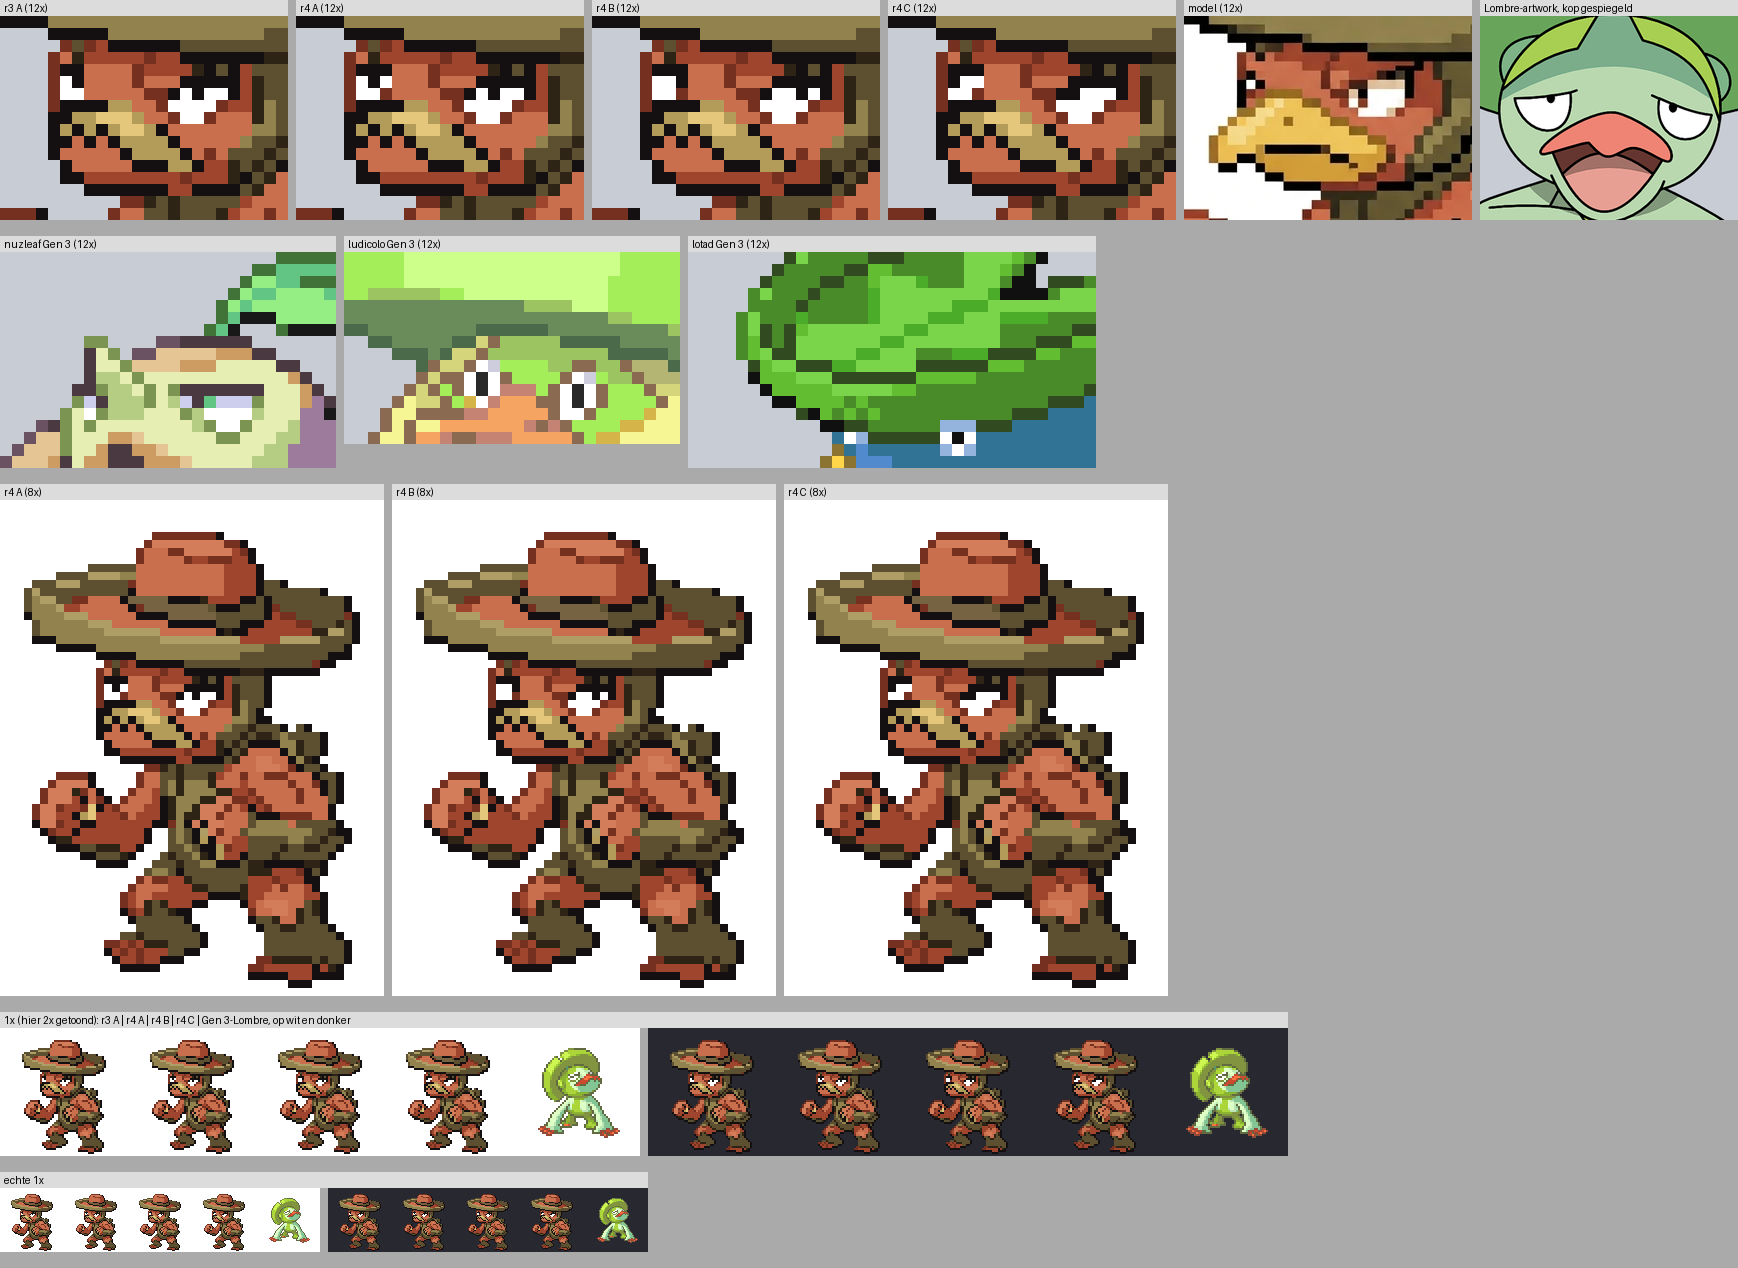 r3 A (12x)
r4 A (12x)
r4 B (12x)
r4 C (12x)
model (12x)
Lombre-artwork, kop gespiegeld
nuzleaf Gen 3 (12x)
ludicolo Gen 3 (12x)
lotad Gen 3 (12x)
r4 A (8x)
r4 B (8x)
r4 C (8x)
1x (hier 2x getoond): r3 A | r4 A | r4 B | r4 C | Gen 3-Lombre, op wit en donker
echte 1x